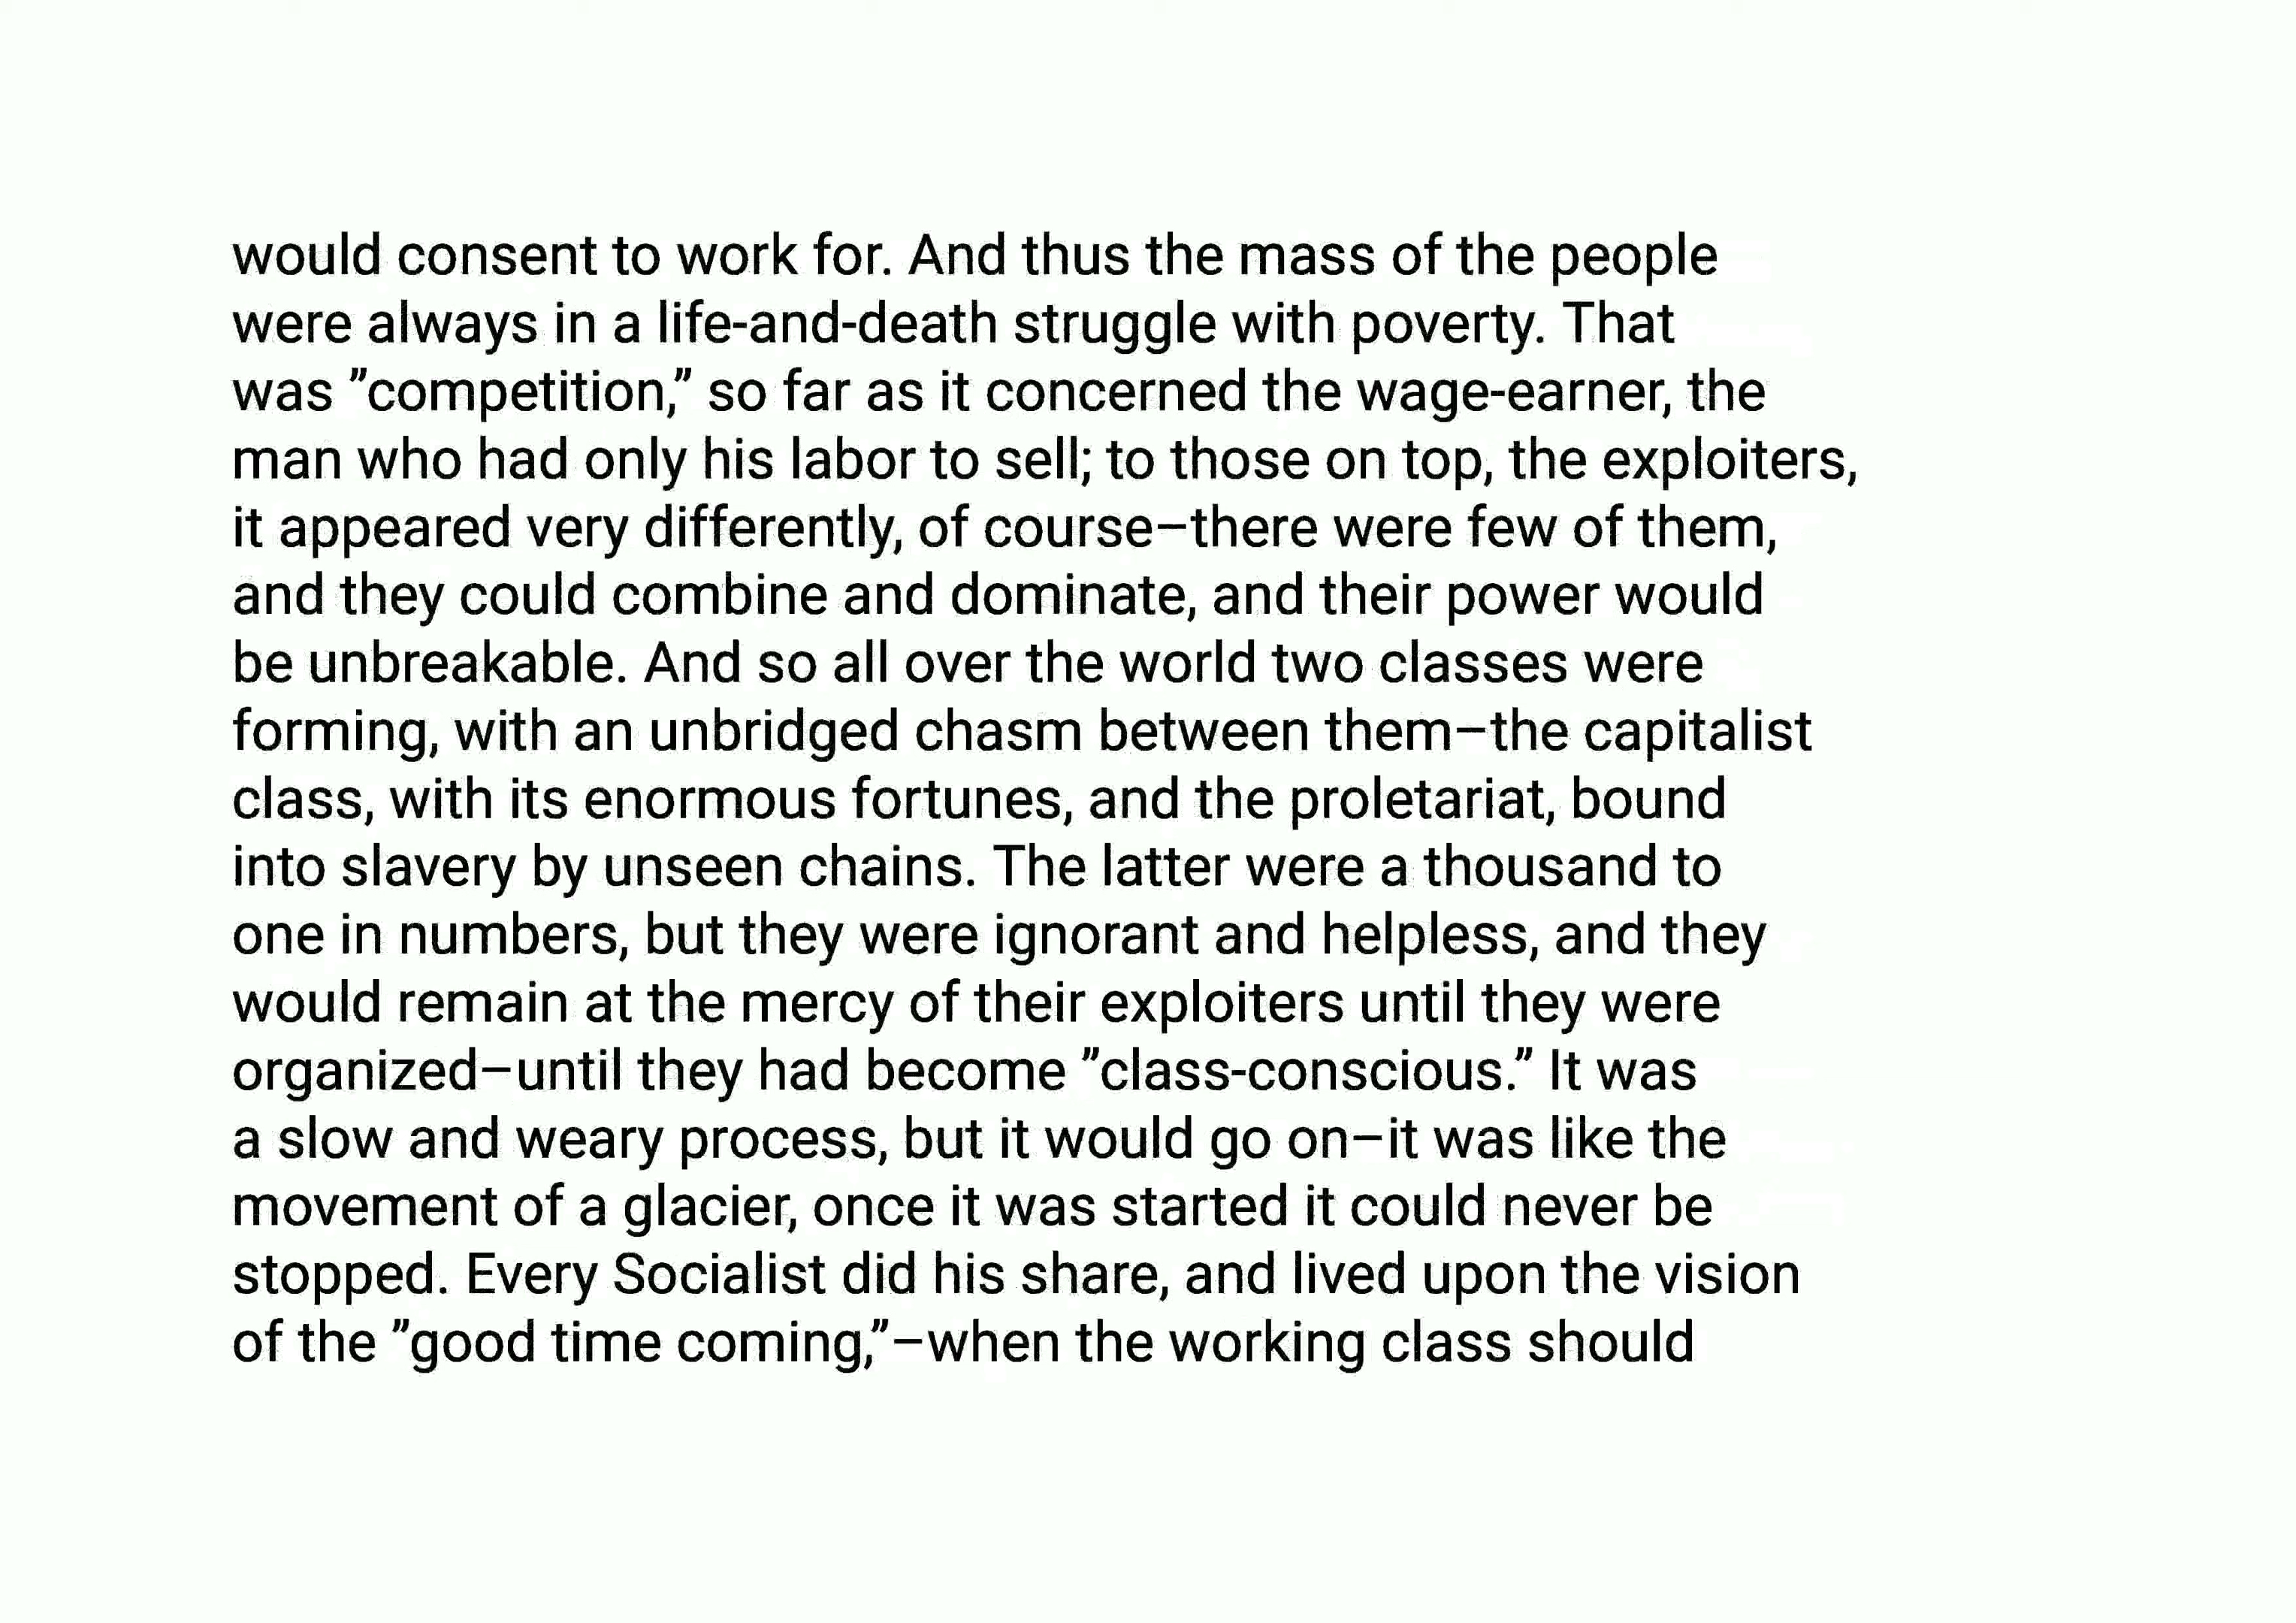 would consent to work for. And thus the mass of the people
were always in a life-and-death struggle with poverty. That
was ”competition,” so far as it concerned the wage-earner, the
man who had only his labor to sell; to those on top, the exploiters,
it appeared very differently, of course–there were few of them,
and they could combine and dominate, and their power would
be unbreakable. And so all over the world two classes were
forming, with an unbridged chasm between them–the capitalist
class, with its enormous fortunes, and the proletariat, bound
into slavery by unseen chains. The latter were a thousand to
one in numbers, but they were ignorant and helpless, and they
would remain at the mercy of their exploiters until they were
organized–until they had become ”class-conscious.” It was
a slow and weary process, but it would go on–it was like the
movement of a glacier, once it was started it could never be
stopped. Every Socialist did his share, and lived upon the vision
of the ”good time coming,”–when the working class should